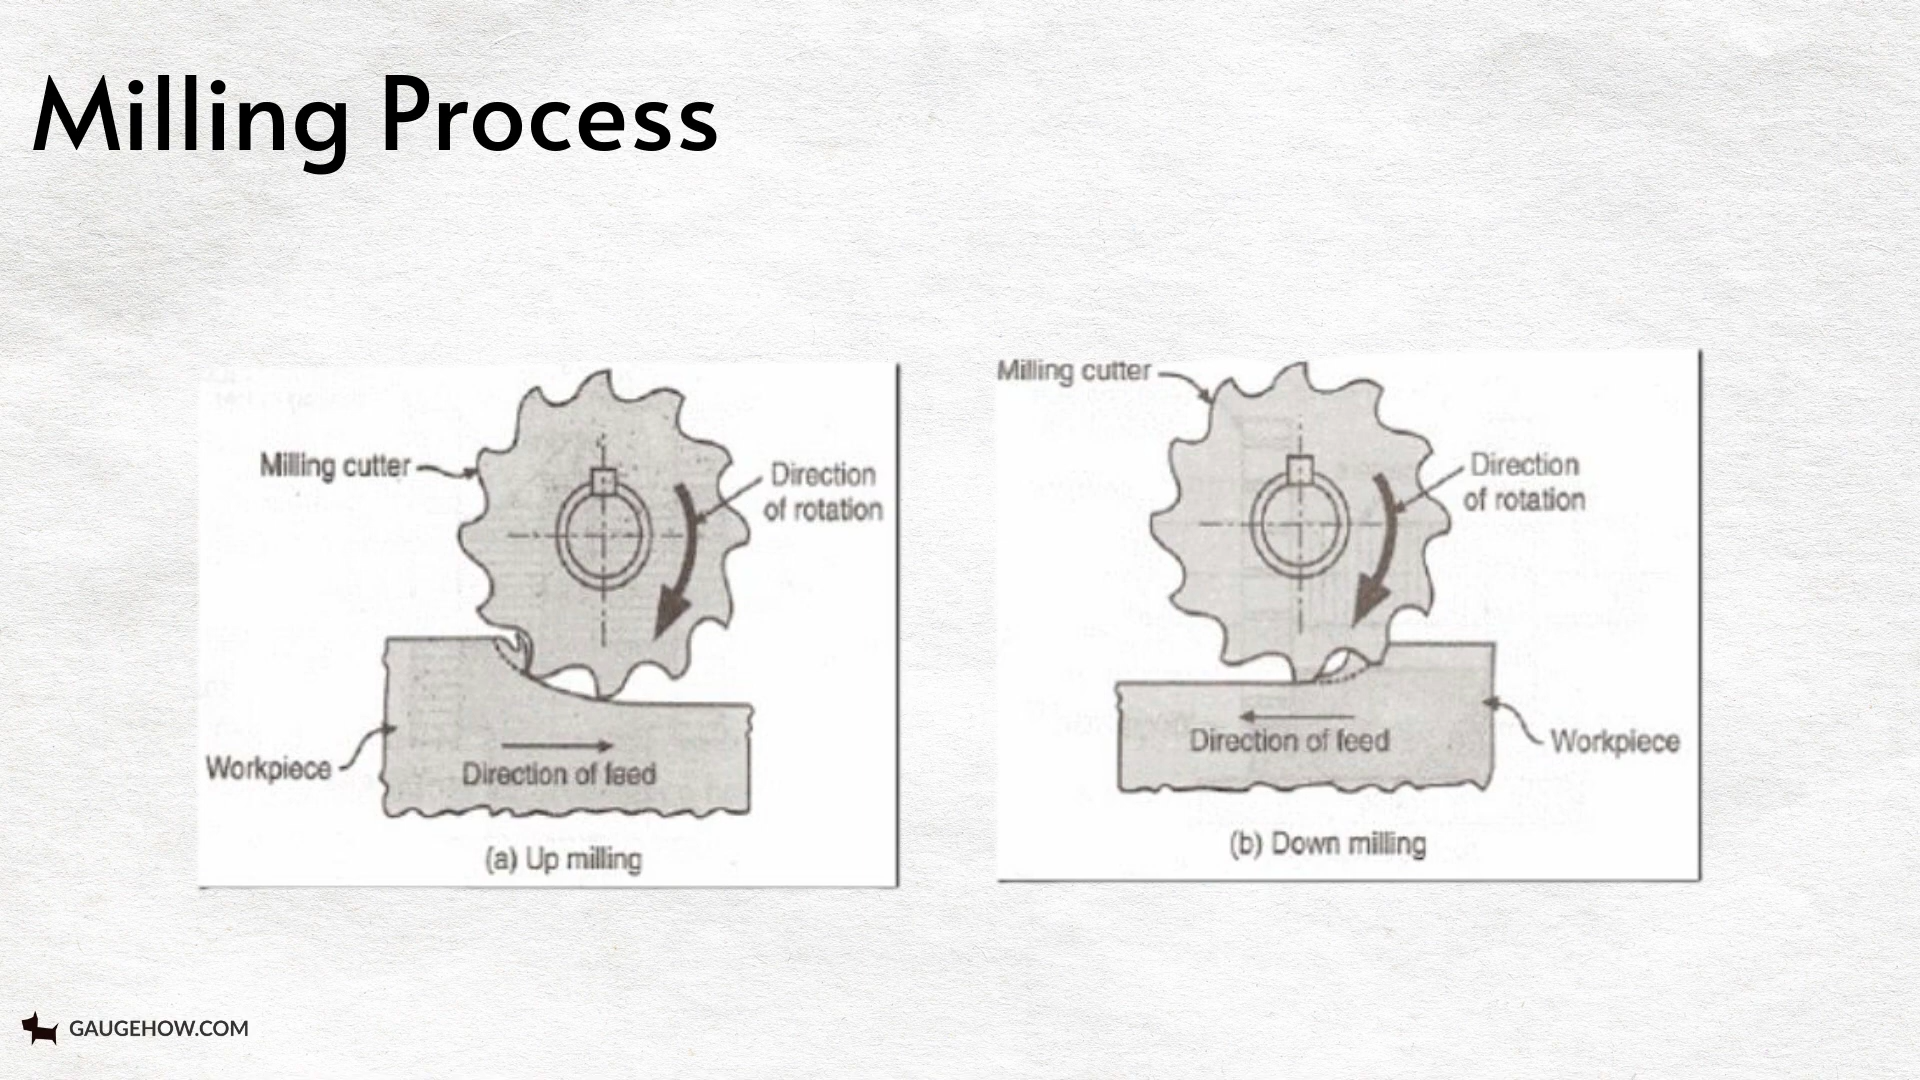 Milling Process
Milling cutter
Direction
of rotation
Workpiece
Direction of feed
(a) Up milling
Milling cutter
Direction
of rotation
Direction of feed
Workpiece
(b) Down milling
GAUGEHOW.COM